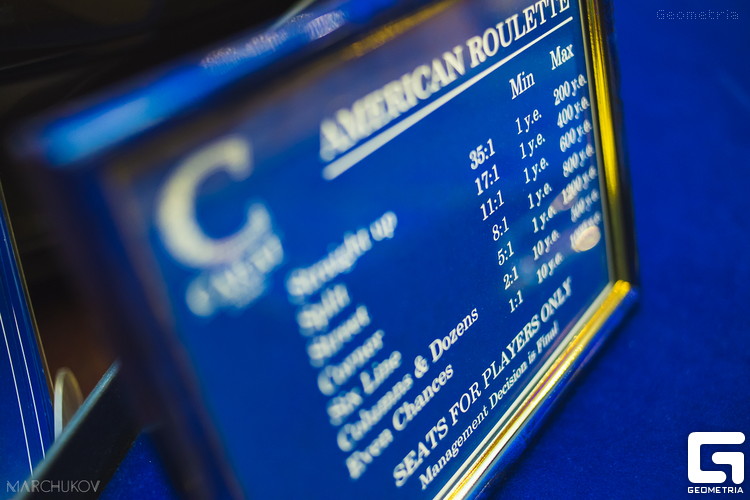 Geometria
AMERICAN ROULETTE
Min Max
C
Straight up 35:1 1 y.e. 200 y.e.
Split 17:1 1 y.e. 400 y.e.
Street 11:1 1 y.e. 600 y.e.
Corner 8:1 1 y.e. 800 y.e.
Six Line 5:1 1 y.e. 1200 y.e.
Columns & Dozens 2:1 10 y.e.
Even Chances 1:1 10 y.e.
SEATS FOR PLAYERS ONLY
Management Decision is Final
MARCHUKOV
G
GEOMETRIA